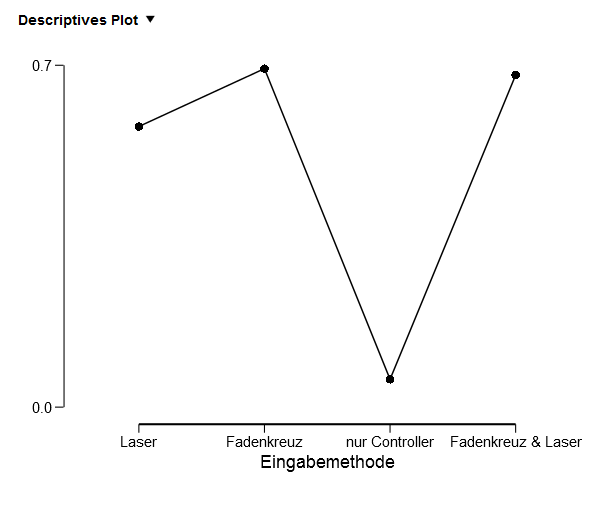 Descriptives Plot ▼
0.7
0.0
Laser
Fadenkreuz
nur Controller
Fadenkreuz & Laser
Eingabemethode